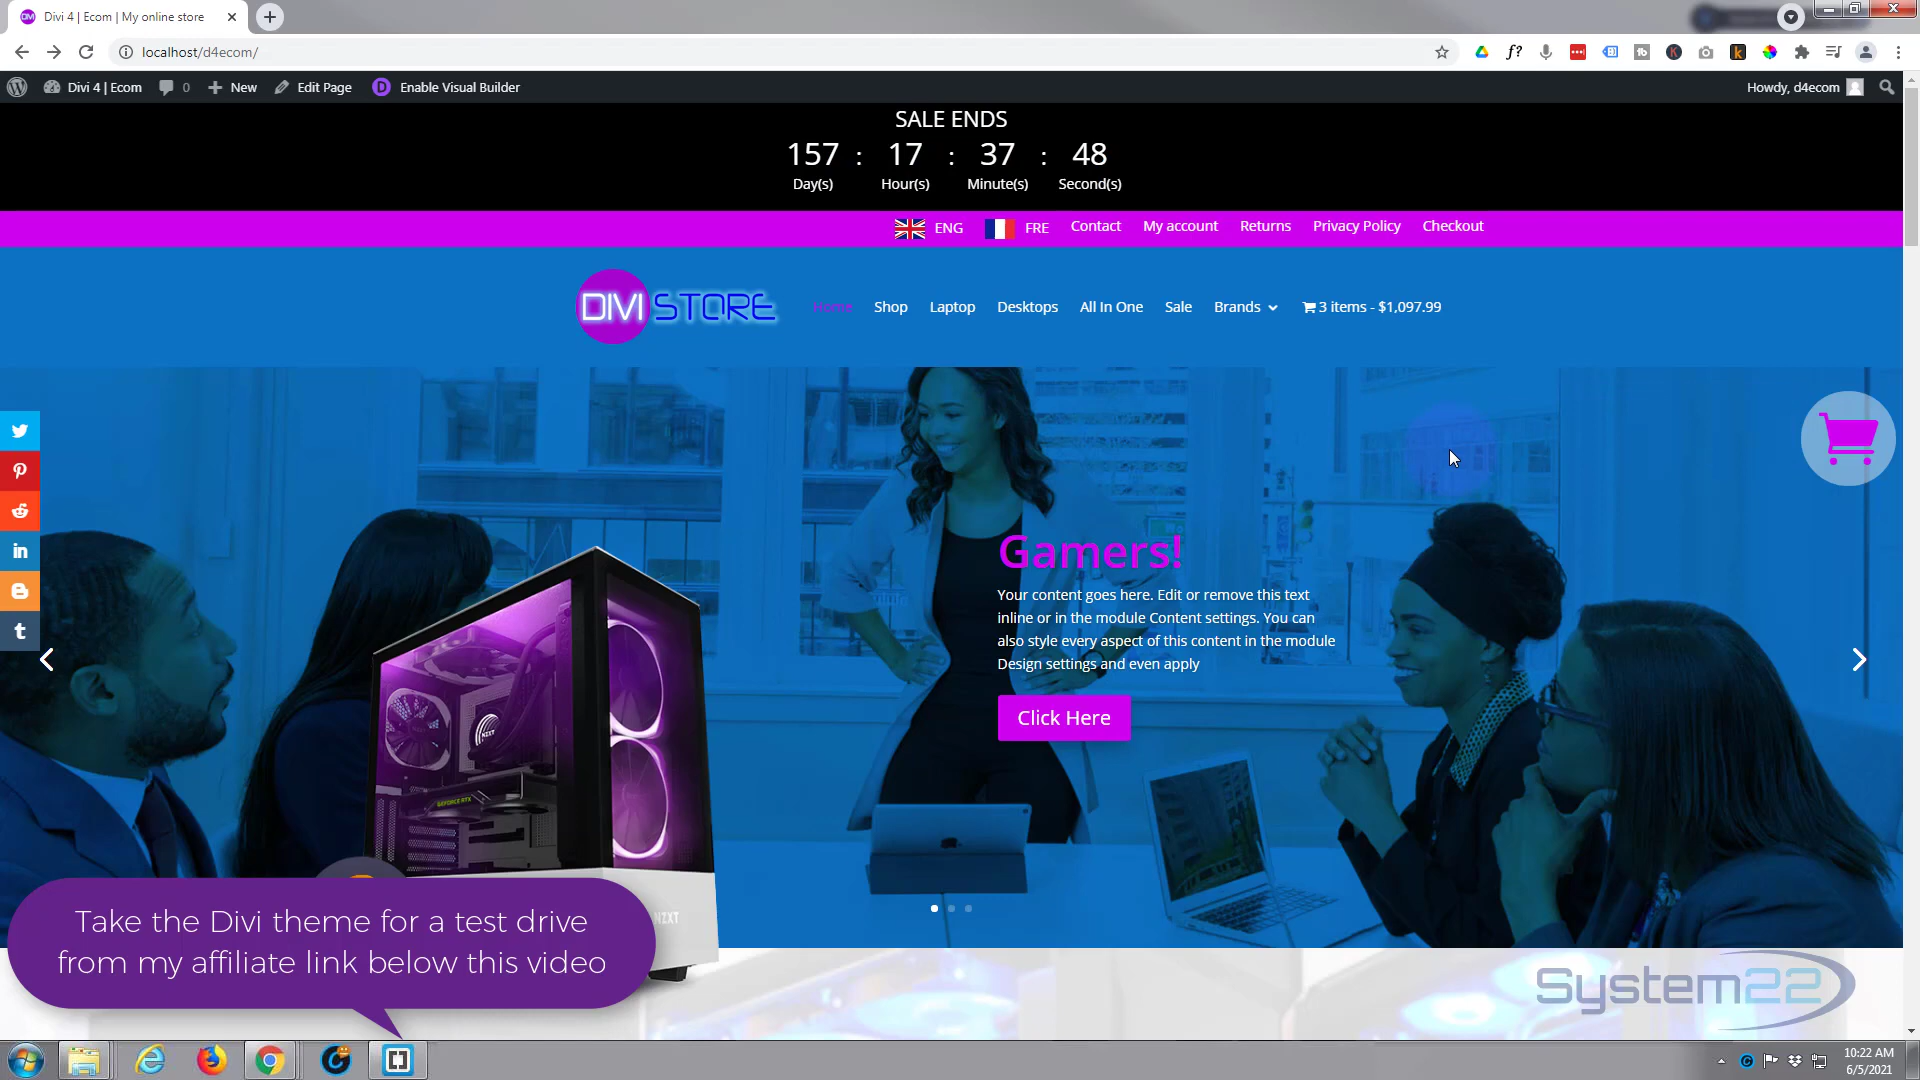 Divi 4 | Ecom | My online store
localhost/d4ecom/
Divi 4 | Ecom
0
New
Edit Page
Enable Visual Builder
Howdy, d4ecom
SALE ENDS
157 : 17 : 37 : 48
Day(s) Hour(s) Minute(s) Second(s)
ENG FRE Contact My account Returns Privacy Policy Checkout
DIVI STORE
Home Shop Laptop Desktops All In One Sale Brands 3 items - $1,097.99
Gamers!
Your content goes here. Edit or remove this text
inline or in the module Content settings. You can
also style every aspect of this content in the module
Design settings and even apply
Click Here
NZXT
GEFORCE RTX
NZXT
Take the Divi theme for a test drive
from my affiliate link below this video
System22
10:22 AM
6/5/2021